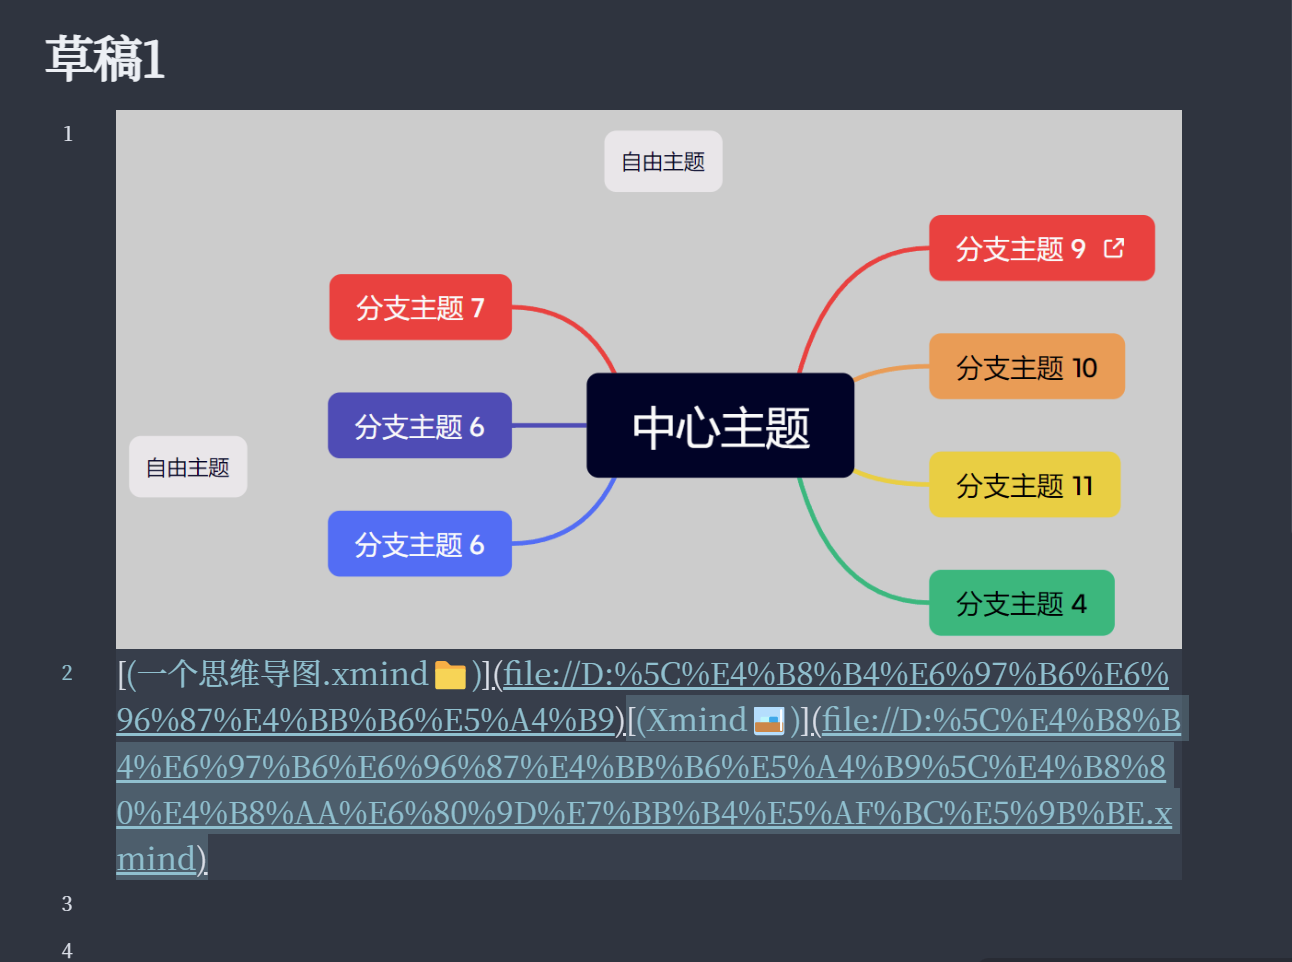 草稿1
1
自由主题
分支主题 9
分支主题 7
分支主题 10
中心主题
分支主题 6
自由主题
分支主题 11
分支主题 6
分支主题 4
2
[(一个思维导图.xmind📁)](file://D:%5C%E4%B8%B4%E6%97%B6%E6%
96%87%E4%BB%B6%E5%A4%B9)[(Xmind)](file://D:%5C%E4%B8%B
4%E6%97%B6%E6%96%87%E4%BB%B6%E5%A4%B9%5C%E4%B8%8
0%E4%B8%AA%E6%80%9D%E7%BB%B4%E5%AF%BC%E5%9B%BE.x
mind)
3
4